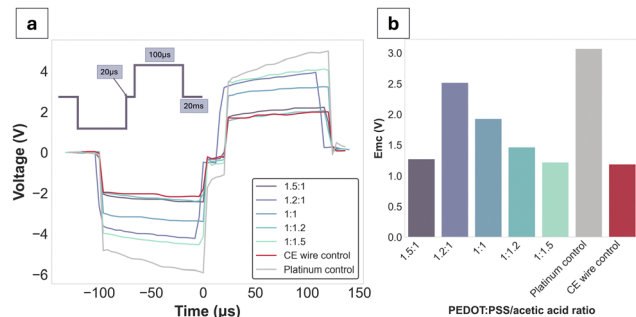 a
b
100µs
20µs
20ms
4
2
0
−2
−4
−6
Voltage (V)
−100
−50
0
50
100
150
Time (µs)
1.5:1
1.2:1
1:1
1:1.2
1:1.5
CE wire control
Platinum control
3.0
2.5
2.0
1.5
1.0
0.5
0.0
Emc (V)
1.5:1
1.2:1
1:1
1:1.2
1:1.5
Platinum control
CE wire control
PEDOT:PSS/acetic acid ratio